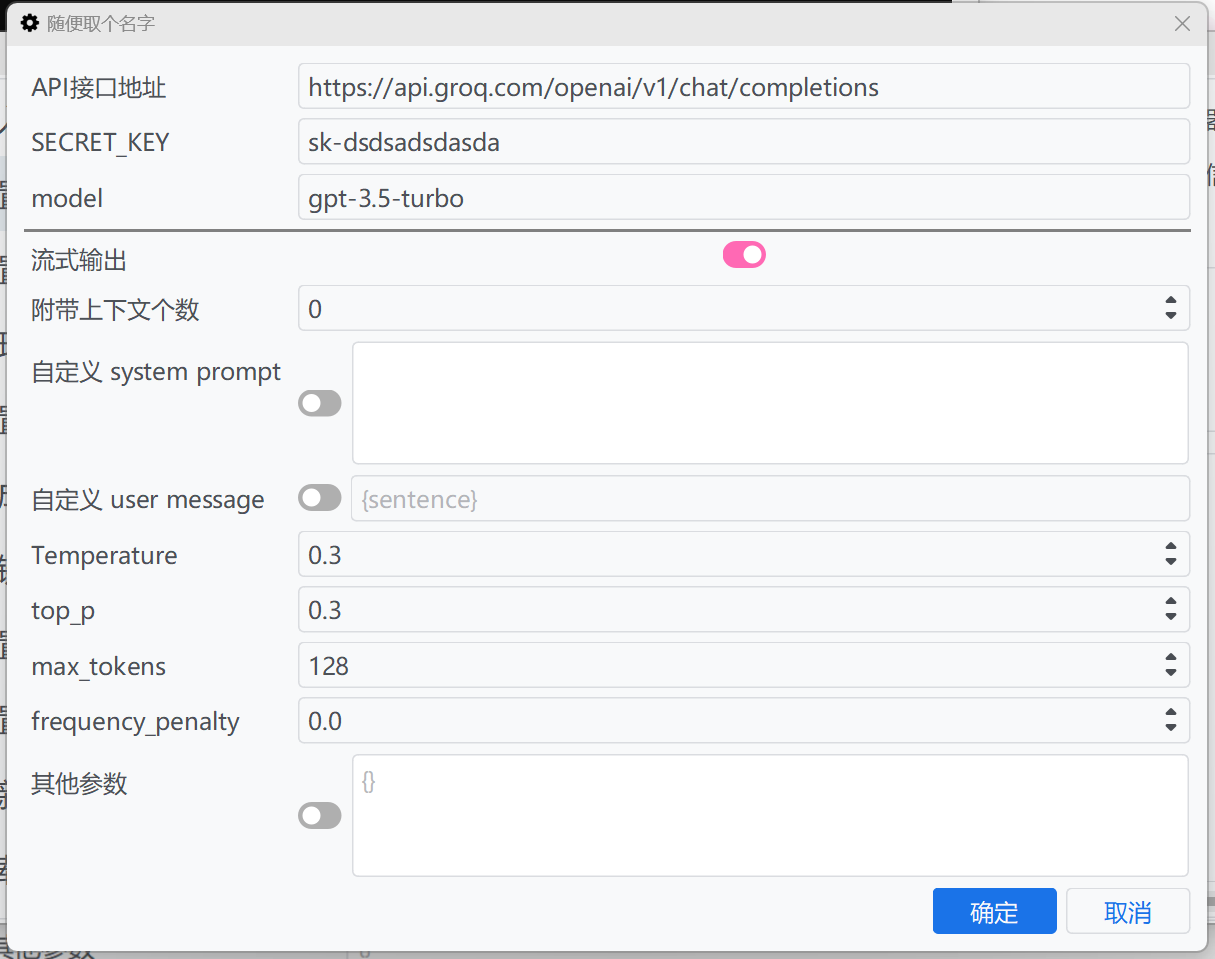 随便取个名字
API接口地址
https://api.groq.com/openai/v1/chat/completions
SECRET_KEY
sk-dsdsadsdasda
model
gpt-3.5-turbo
流式输出
附带上下文个数
0
自定义 system prompt
自定义 user message
{sentence}
Temperature
0.3
top_p
0.3
max_tokens
128
frequency_penalty
0.0
其他参数
{}
确定
取消